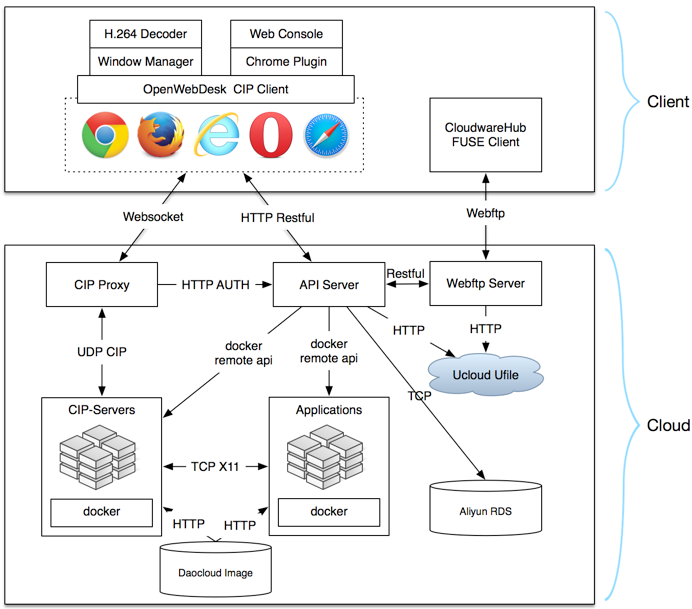 H.264 Decoder
Web Console
Window Manager
Chrome Plugin
OpenWebDesk CIP Client
CloudwareHub
FUSE Client
Client
Websocket
HTTP Restful
Webftp
CIP Proxy
HTTP AUTH
API Server
Restful
Webftp Server
UDP CIP
docker
remote api
docker
remote api
HTTP
HTTP
Ucloud Ufile
TCP
Cloud
CIP-Servers
Applications
TCP X11
docker
docker
Aliyun RDS
HTTP
HTTP
Daocloud Image